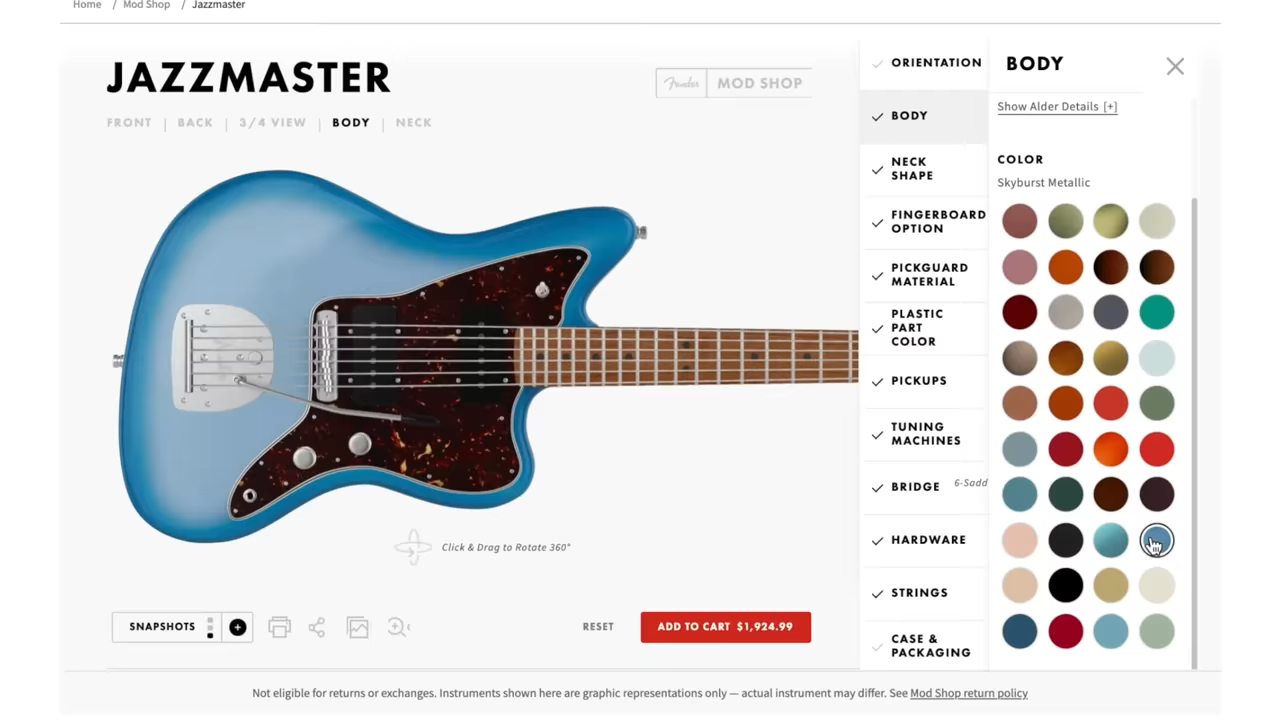 Home / Mod Shop / Jazzmaster
JAZZMASTER
Fender MOD SHOP
FRONT | BACK | 3/4 VIEW | BODY | NECK
Click & Drag to Rotate 360°
SNAPSHOTS
RESET
ADD TO CART $1,924.99
ORIENTATION
BODY
NECK
SHAPE
FINGERBOARD
OPTION
PICKGUARD
MATERIAL
PLASTIC
PART
COLOR
PICKUPS
TUNING
MACHINES
BRIDGE 6-Sadd
HARDWARE
STRINGS
CASE &
PACKAGING
BODY
Show Alder Details [+]
COLOR
Skyburst Metallic
Not eligible for returns or exchanges. Instruments shown here are graphic representations only — actual instrument may differ. See Mod Shop return policy